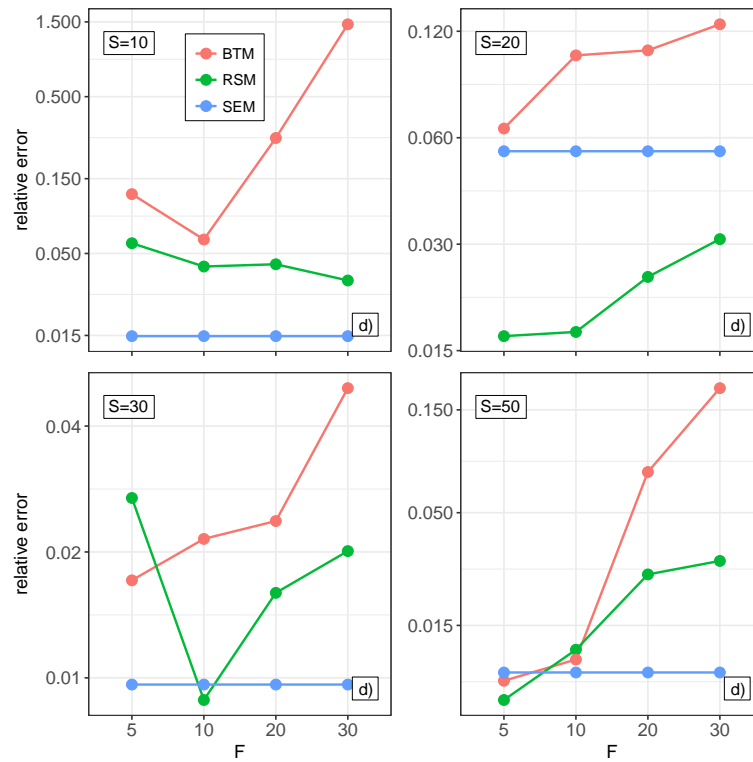 S=10
BTM
RSM
SEM
d)
1.500
0.500
0.150
0.050
0.015
relative error
S=20
d)
0.120
0.060
0.030
0.015
S=30
d)
0.04
0.02
0.01
relative error
5 10 20 30
F
S=50
d)
0.150
0.050
0.015
5 10 20 30
F